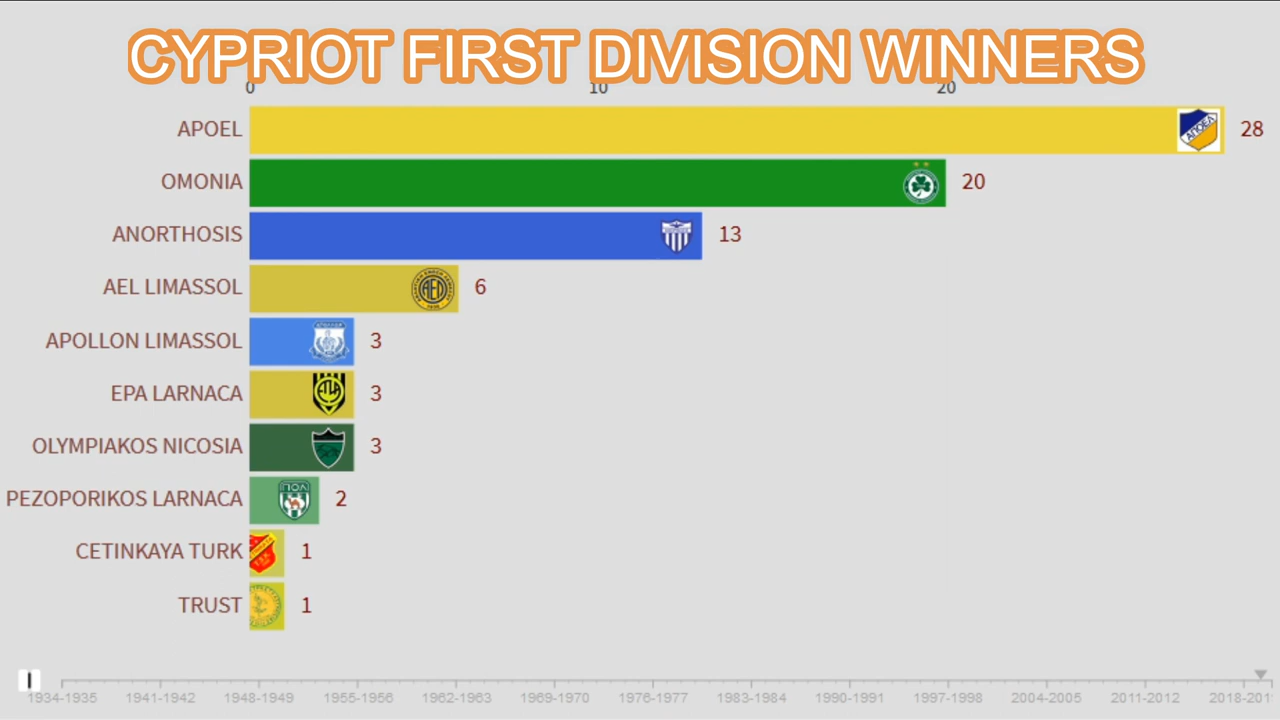 CYPRIOT FIRST DIVISION WINNERS
0 10 20
APOEL 28
OMONIA 20
ANORTHOSIS 13
AEL LIMASSOL 6
APOLLON LIMASSOL 3
EPA LARNACA 3
OLYMPIAKOS NICOSIA 3
PEZOPORIKOS LARNACA 2
CETINKAYA TURK 1
TRUST 1
1934-1935 1941-1942 1948-1949 1955-1956 1962-1963 1969-1970 1976-1977 1983-1984 1990-1991 1997-1998 2004-2005 2011-2012 2018-201